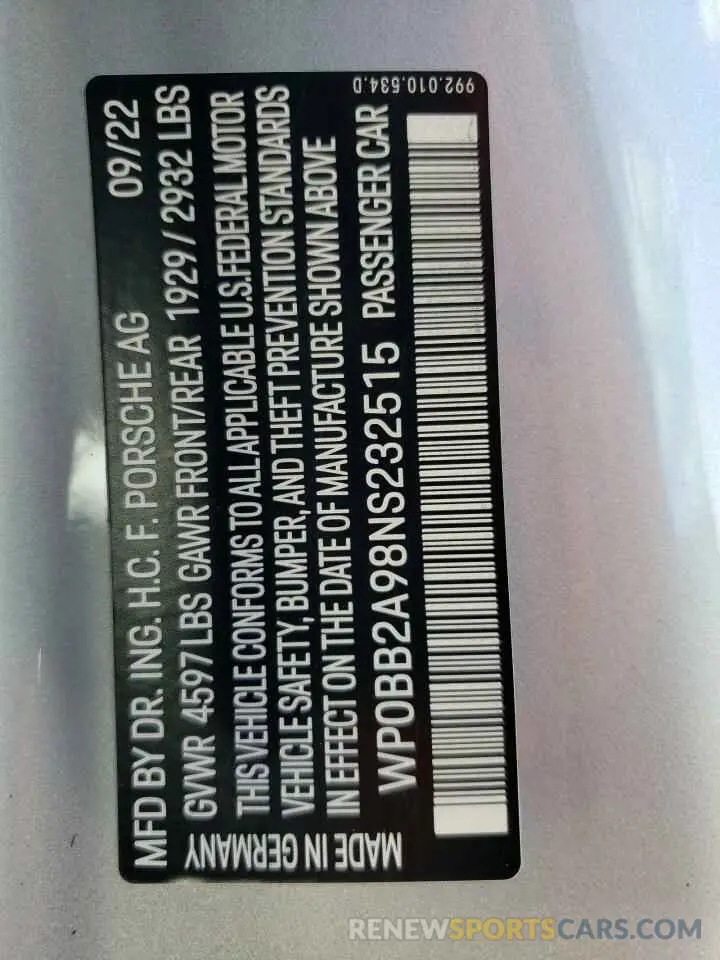 MFD BY DR. ING. H.C. F. PORSCHE AG 09/22
GVWR 4597 LBS GAWR FRONT/REAR 1929 / 2932 LBS
THIS VEHICLE CONFORMS TO ALL APPLICABLE U.S. FEDERAL MOTOR
VEHICLE SAFETY, BUMPER, AND THEFT PREVENTION STANDARDS
IN EFFECT ON THE DATE OF MANUFACTURE SHOWN ABOVE
WP0BB2A98NS232515 PASSENGER CAR
MADE IN GERMANY
992.010.534.D
RENEWSPORTSCARS.COM